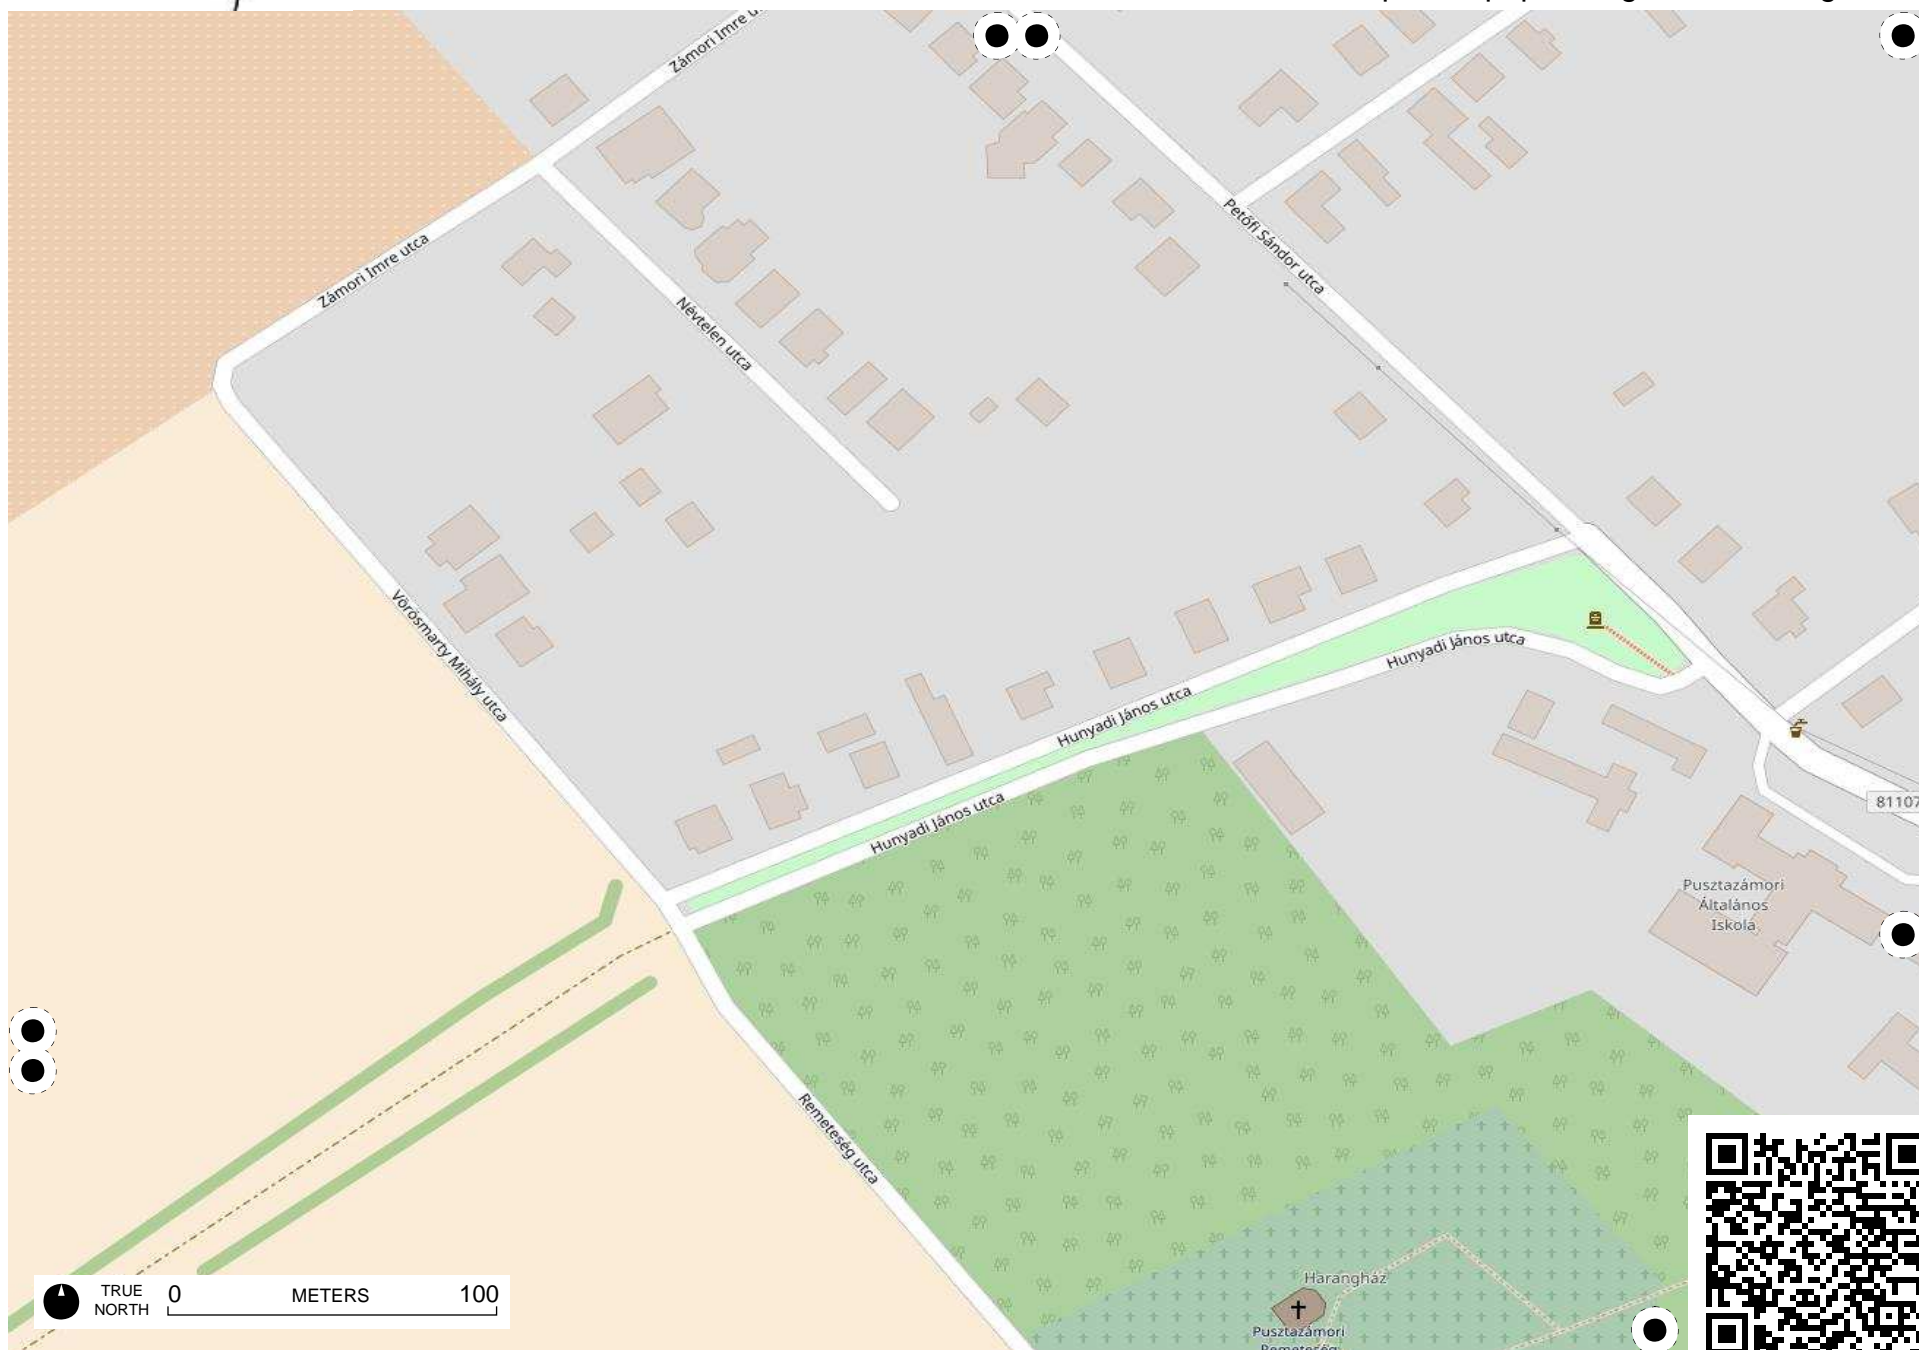 Zámori Imre u.
Zámori Imre utca
Névtelen utca
Petőfi Sándor utca
Vörösmarty Mihály utca
Hunyadi János utca
Hunyadi János utca
Hunyadi János utca
81107
Pusztazámori
Általános
Iskola
Remeteség utca
Harangház
Pusztazámori
Remeteség
TRUE
NORTH
0 METERS 100